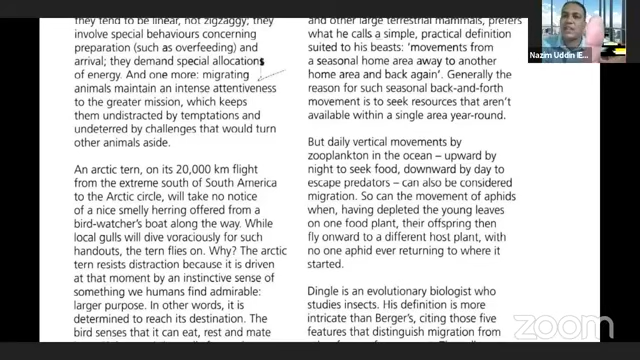 they tend to be linear, not zigzaggy; they
involve special behaviours concerning
preparation (such as overfeeding) and
arrival; they demand special allocations
of energy. And one more: migrating
animals maintain an intense attentiveness
to the greater mission, which keeps
them undistracted by temptations and
undeterred by challenges that would turn
other animals aside.
An arctic tern, on its 20,000 km flight
from the extreme south of South America
to the Arctic circle, will take no notice
of a nice smelly herring offered from a
bird-watcher's boat along the way. While
local gulls will dive voraciously for such
handouts, the tern flies on. Why? The arctic
tern resists distraction because it is driven
at that moment by an instinctive sense of
something we humans find admirable:
larger purpose. In other words, it is
determined to reach its destination. The
bird senses that it can eat, rest and mate
and other large terrestrial mammals, prefers
what he calls a simple, practical definition
suited to his beasts: 'movements from
a seasonal home area away to another
home area and back again'. Generally the
reason for such seasonal back-and-forth
movement is to seek resources that aren't
available within a single area year-round.
But daily vertical movements by
zooplankton in the ocean – upward by
night to seek food, downward by day to
escape predators – can also be considered
migration. So can the movement of aphids
when, having depleted the young leaves
on one food plant, their offspring then
fly onward to a different host plant, with
no one aphid ever returning to where it
started.
Dingle is an evolutionary biologist who
studies insects. His definition is more
intricate than Berger's, citing those five
features that distinguish migration from
Nazim Uddin IE...
zoom